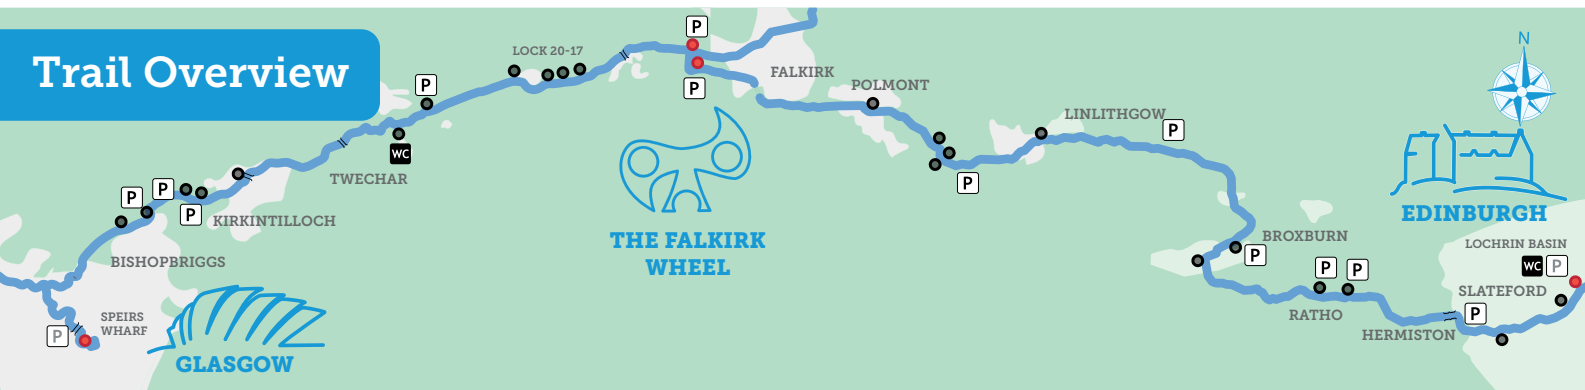 Trail Overview
P
P
LOCK 20-17
FALKIRK
POLMONT
LINLITHGOW
P
P
WC
TWECHAR
P
P
P
KIRKINTILLOCH
BISHOPBRIGGS
SPEIRS
WHARF
P
GLASGOW
THE FALKIRK
WHEEL
P
BROXBURN
P
P
P
RATHO
HERMISTON
P
N
EDINBURGH
LOCHRIN BASIN
WC
P
SLATEFORD